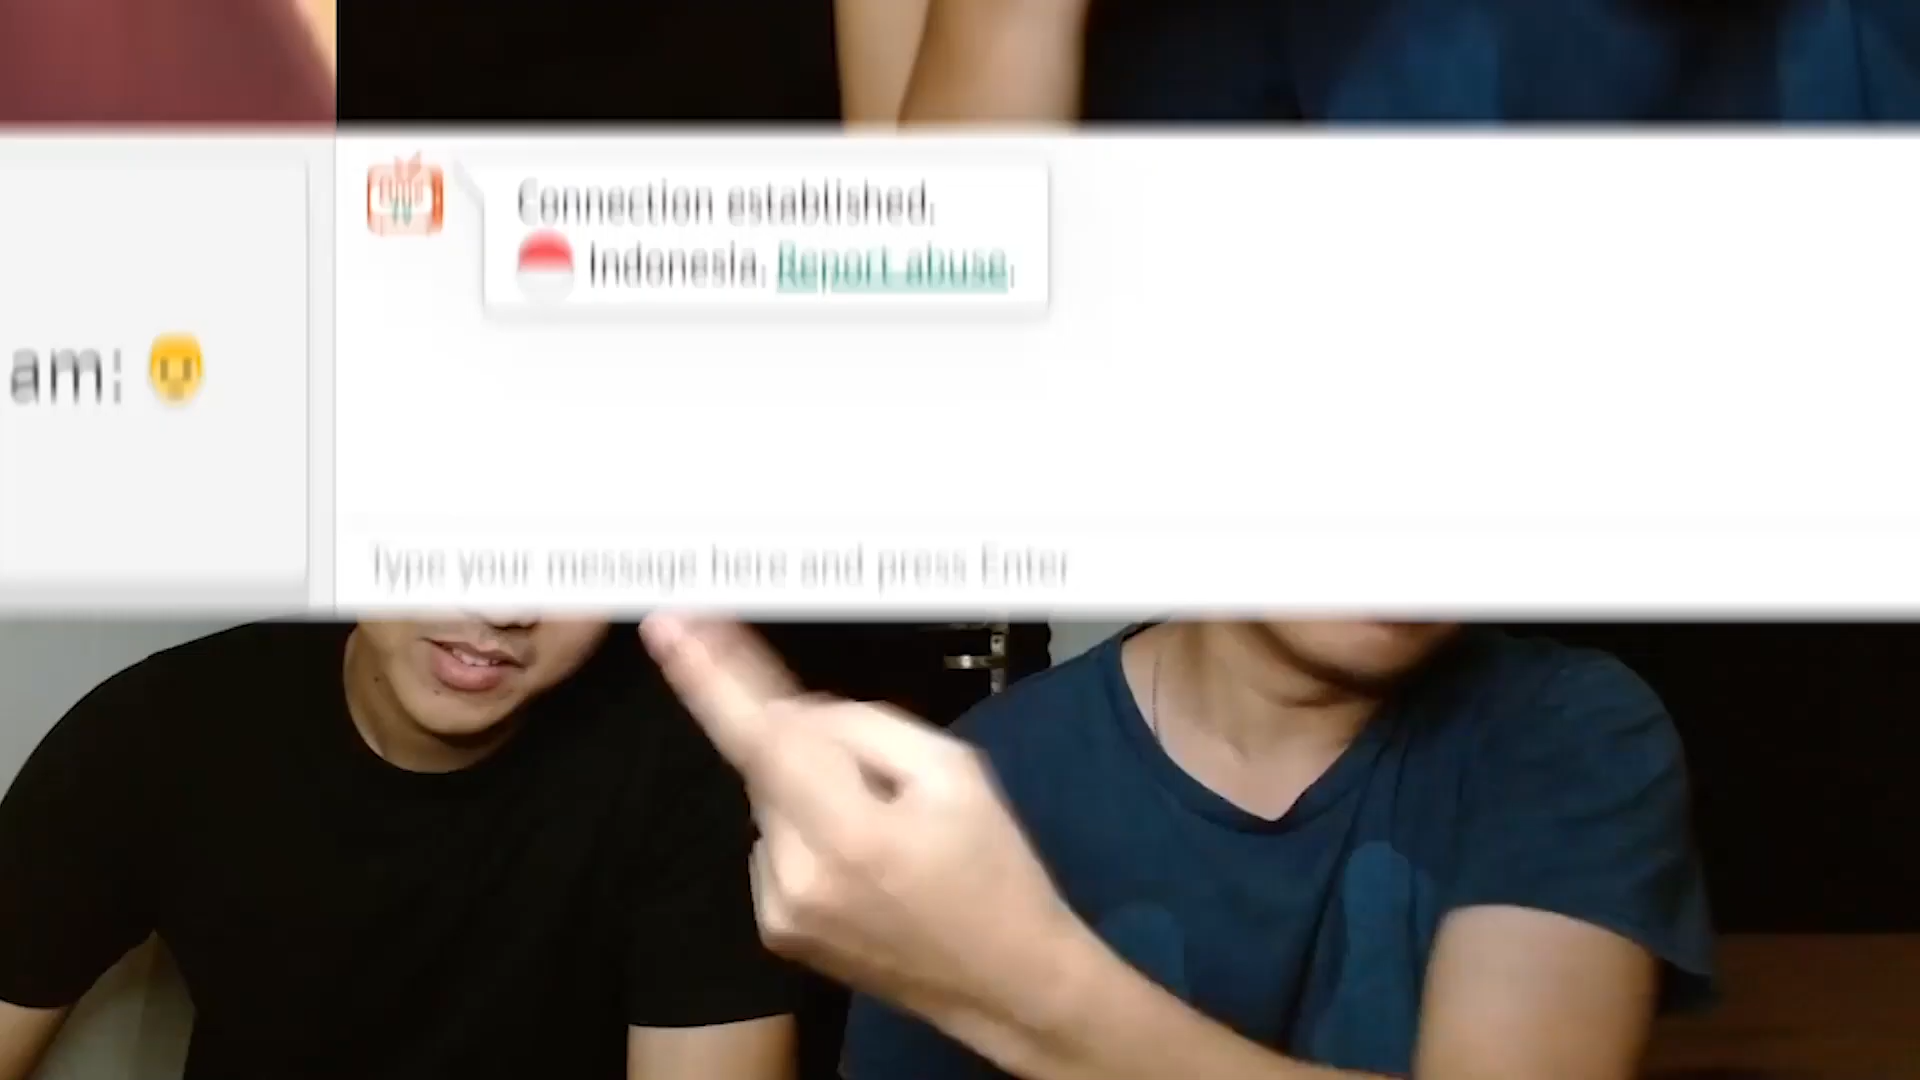 Connection established.
Indonesia. Report abuse.
am:
Type your message here and press Enter